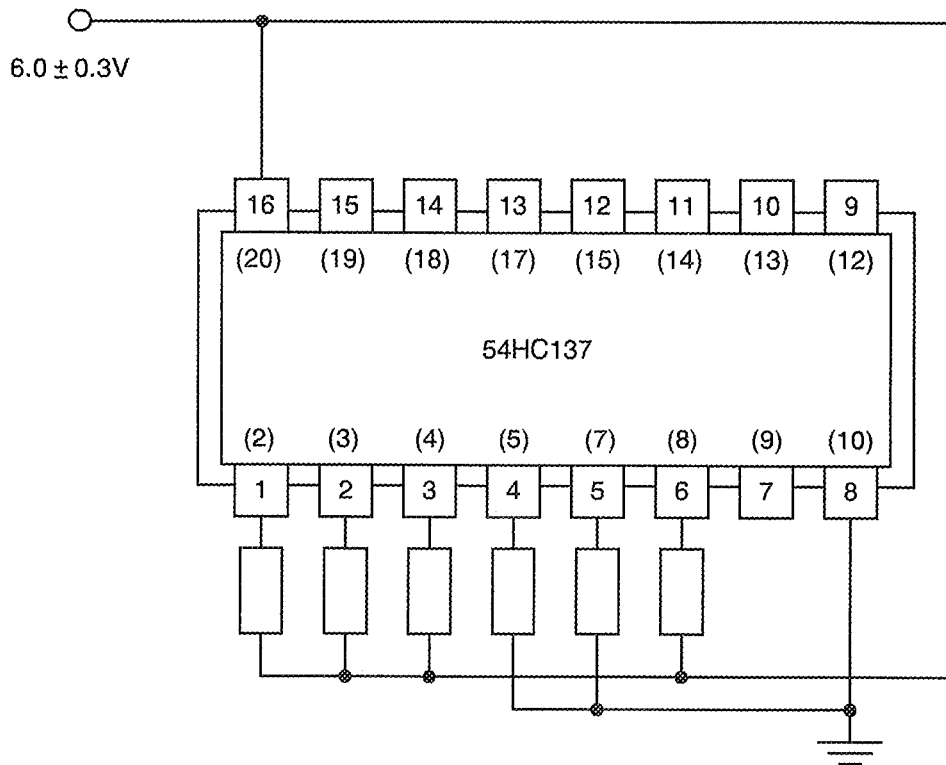 6.0 ± 0.3V
16 15 14 13 12 11 10 9
(20) (19) (18) (17) (15) (14) (13) (12)
54HC137
(2) (3) (4) (5) (7) (8) (9) (10)
1 2 3 4 5 6 7 8